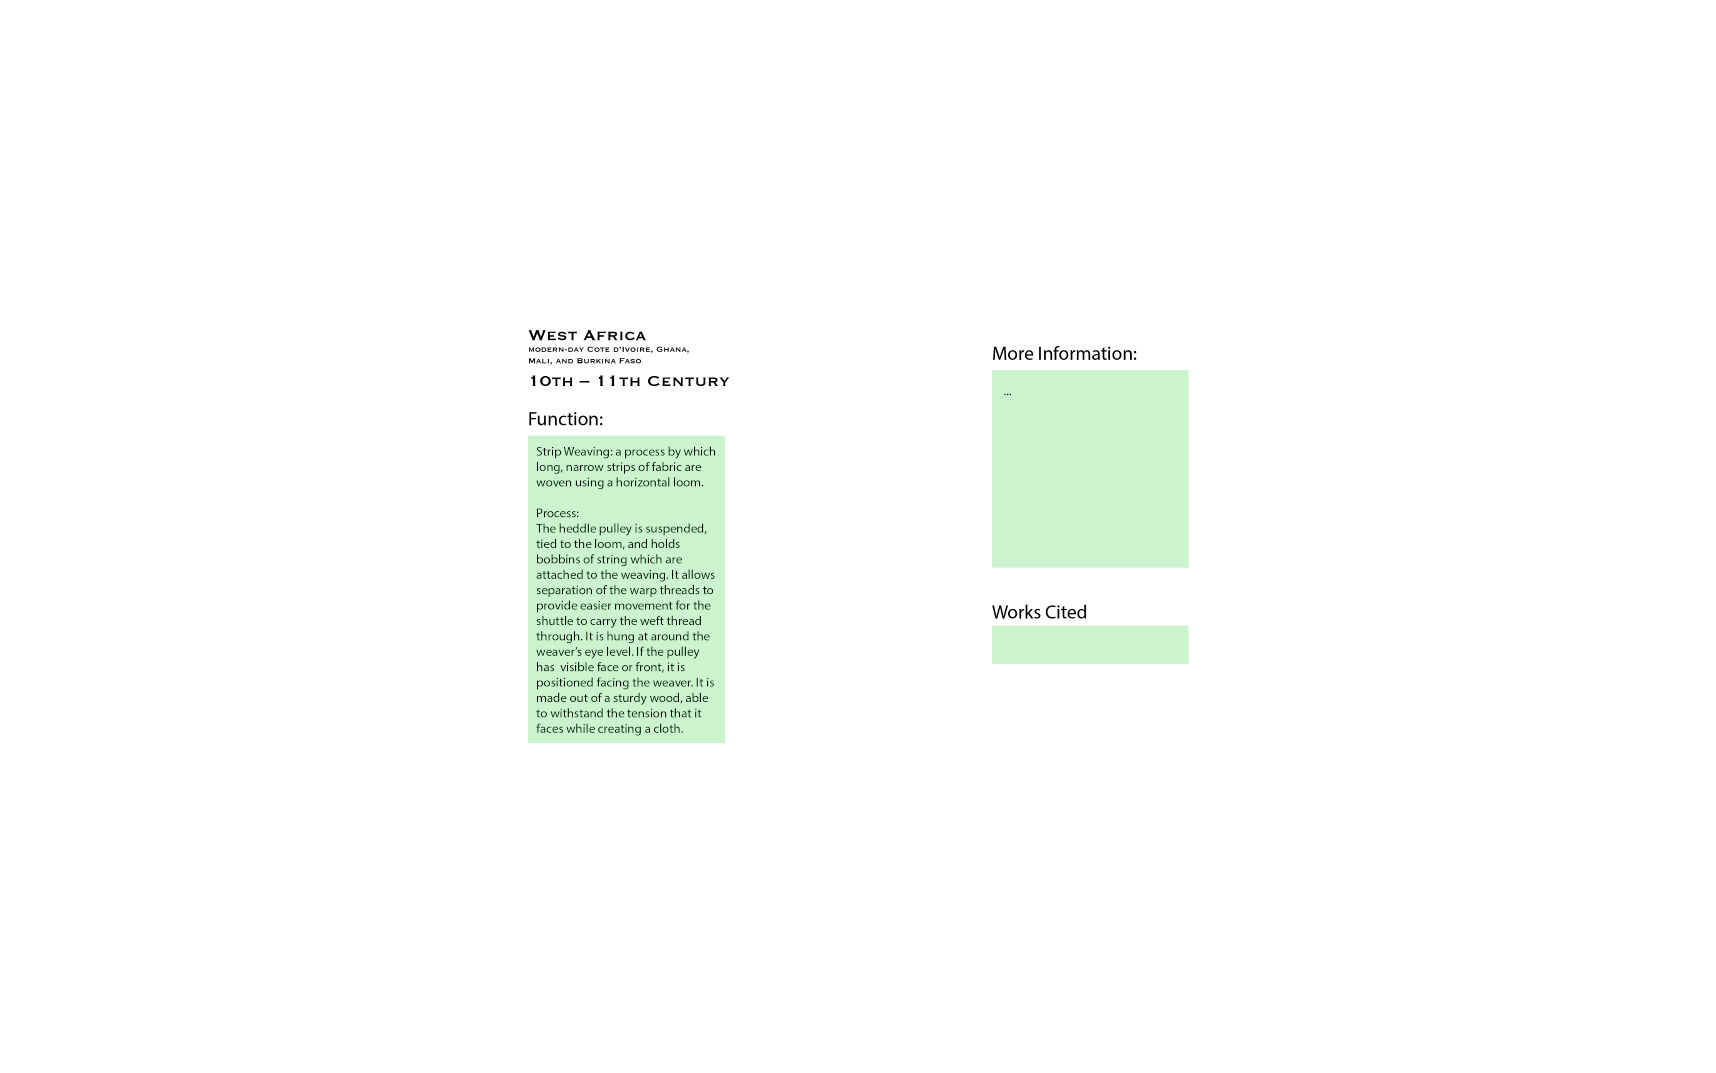 West Africa
modern-day Cote d'Ivoire, Ghana,
Mali, and Burkina Faso
10th – 11th Century
Function:
Strip Weaving: a process by which
long, narrow strips of fabric are
woven using a horizontal loom.
Process:
The heddle pulley is suspended,
tied to the loom, and holds
bobbins of string which are
attached to the weaving. It allows
separation of the warp threads to
provide easier movement for the
shuttle to carry the weft thread
through. It is hung at around the
weaver's eye level. If the pulley
has  visible face or front, it is
positioned facing the weaver. It is
made out of a sturdy wood, able
to withstand the tension that it
faces while creating a cloth.
More Information:
...
Works Cited